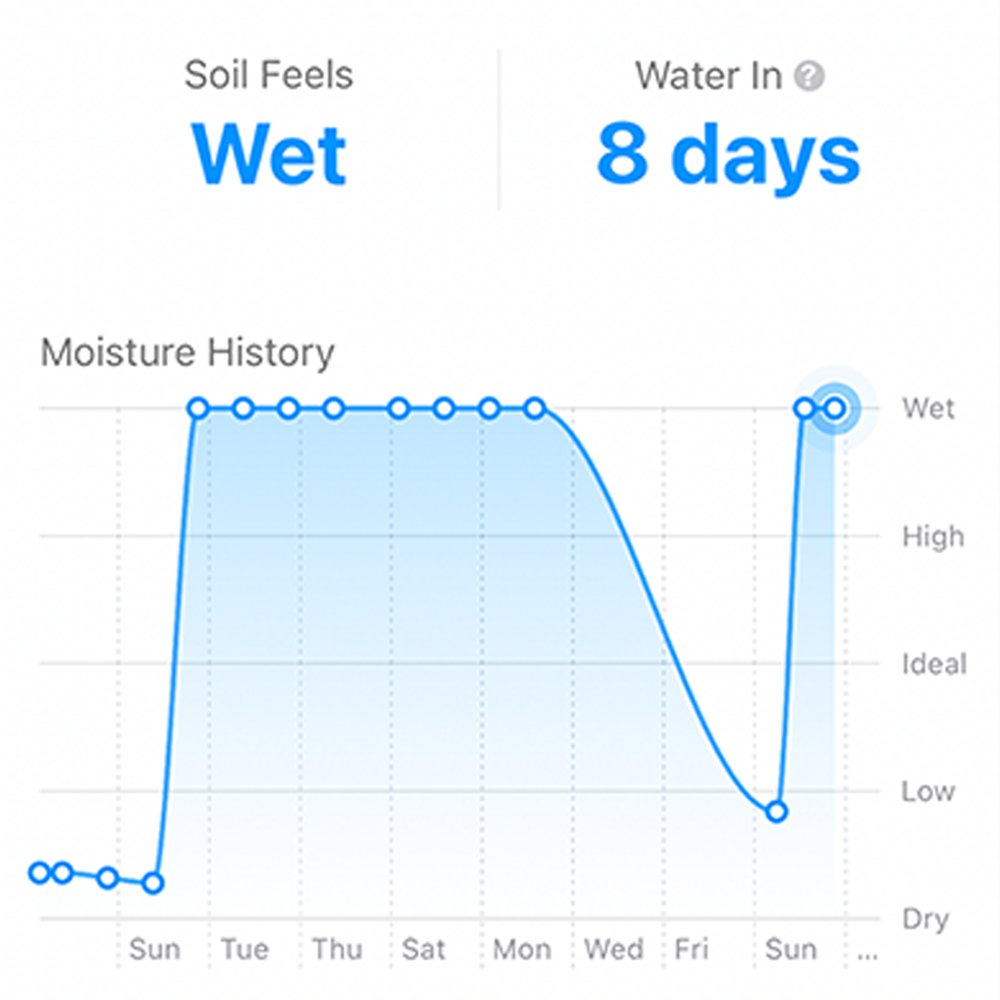 Soil Feels
Wet
Water In ?
8 days
Moisture History
Wet
High
Ideal
Low
Dry
Sun Tue Thu Sat Mon Wed Fri Sun ...